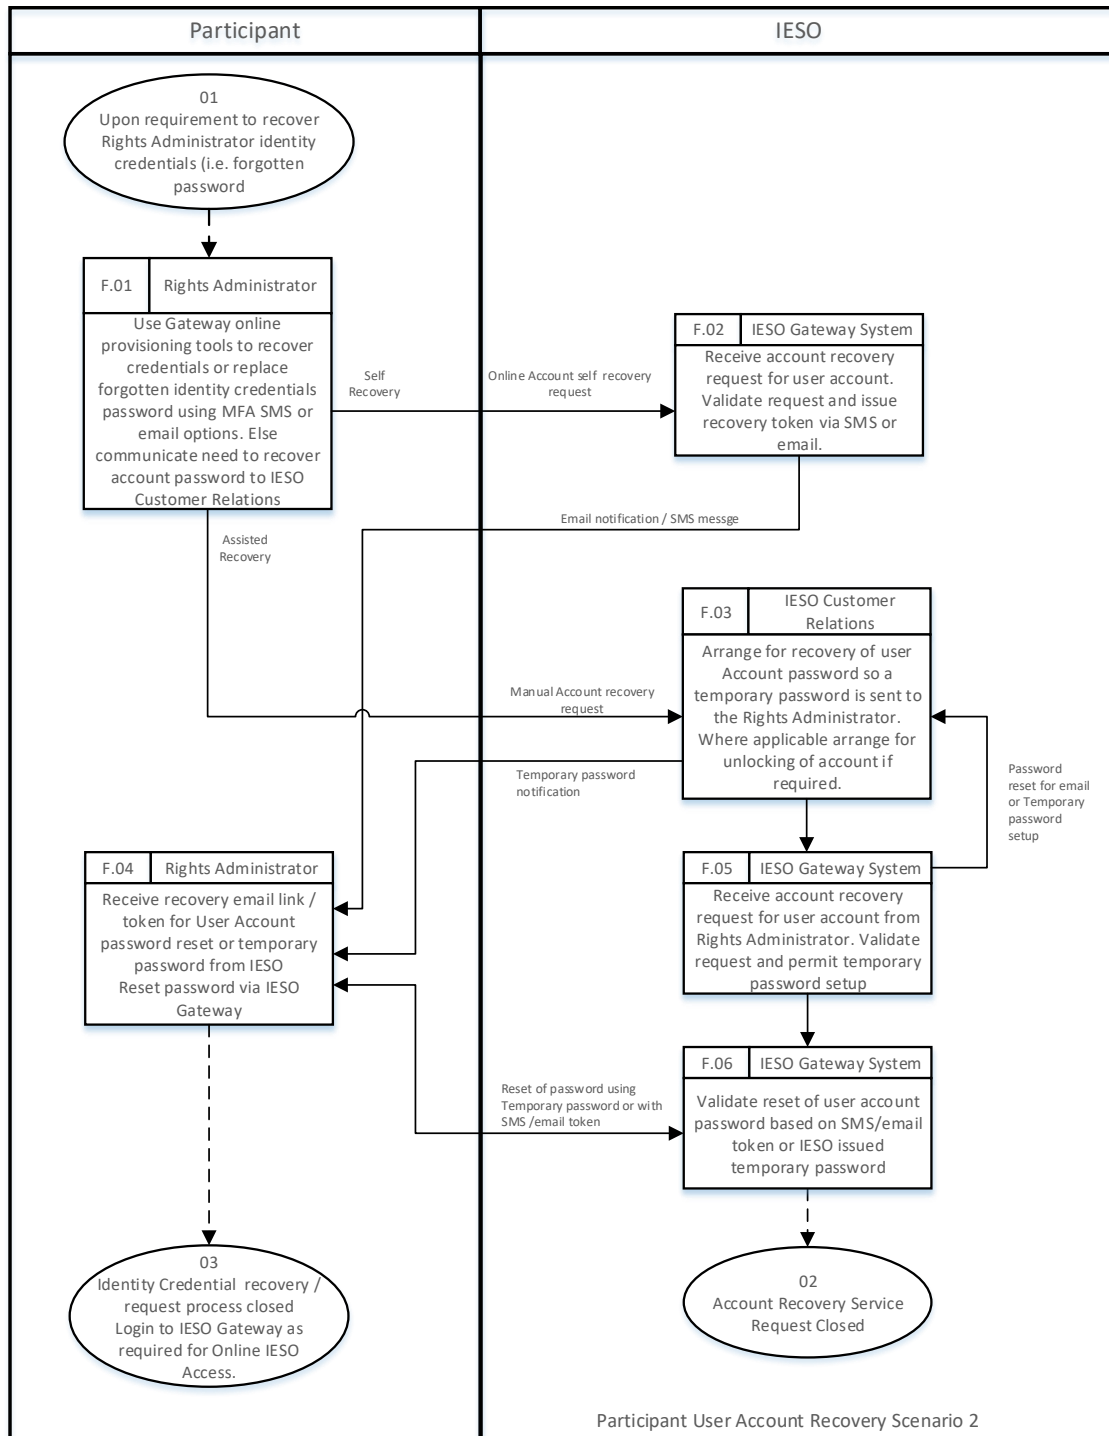 Participant
IESO
01
Upon requirement to recover
Rights Administrator identity
credentials (i.e. forgotten
password
F.01
Rights Administrator
Use Gateway online
provisioning tools to recover
credentials or replace
forgotten identity credentials
password using MFA SMS or
email options. Else
communicate need to recover
account password to IESO
Customer Relations
Self
Recovery
Online Account self recovery
request
F.02
IESO Gateway System
Receive account recovery
request for user account.
Validate request and issue
recovery token via SMS or
email.
Email notification / SMS messge
Assisted
Recovery
F.03
IESO Customer
Relations
Arrange for recovery of user
Account password so a
temporary password is sent to
the Rights Administrator.
Where applicable arrange for
unlocking of account if
required.
Manual Account recovery
request
Temporary password
notification
Password
reset for email
or Temporary
password
setup
F.04
Rights Administrator
Receive recovery email link /
token for User Account
password reset or temporary
password from IESO
Reset password via IESO
Gateway
F.05
IESO Gateway System
Receive account recovery
request for user account from
Rights Administrator. Validate
request and permit temporary
password setup
F.06
IESO Gateway System
Validate reset of user account
password based on SMS/email
token or IESO issued
temporary password
Reset of password using
Temporary password or with
SMS /email token
03
Identity Credential recovery /
request process closed
Login to IESO Gateway as
required for Online IESO
Access.
02
Account Recovery Service
Request Closed
Participant User Account Recovery Scenario 2